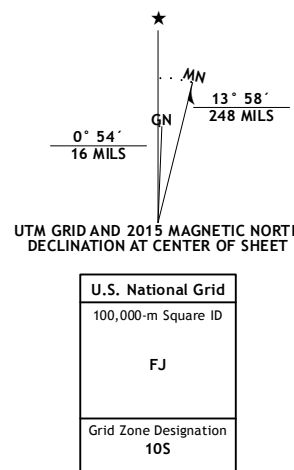 ★
MN
GN
13° 58´
248 MILS
0° 54´
16 MILS
UTM GRID AND 2015 MAGNETIC NORTH
DECLINATION AT CENTER OF SHEET
U.S. National Grid
100,000-m Square ID
FJ
Grid Zone Designation
10S